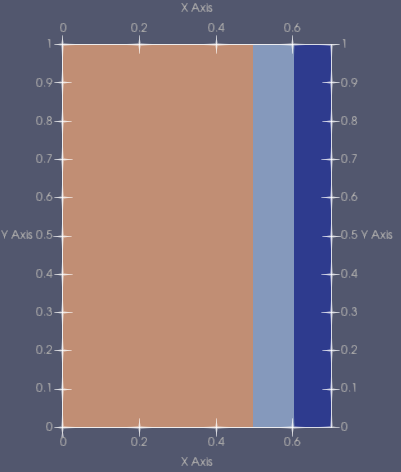 X Axis
0 0.2 0.4 0.6
1 1
0.9 0.9
0.8 0.8
0.7 0.7
0.6 0.6
Y Axis 0.5 0.5 Y Axis
0.4 0.4
0.3 0.3
0.2 0.2
0.1 0.1
0 0
0 0.2 0.4 0.6
X Axis